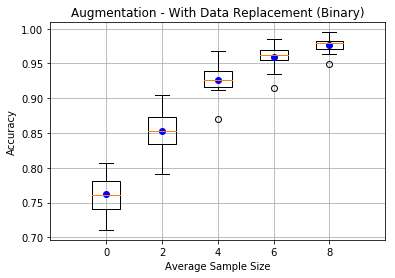 Augmentation - With Data Replacement (Binary)
1.00
0.95
0.90
0.85
0.80
0.75
0.70
Accuracy
0 2 4 6 8
Average Sample Size